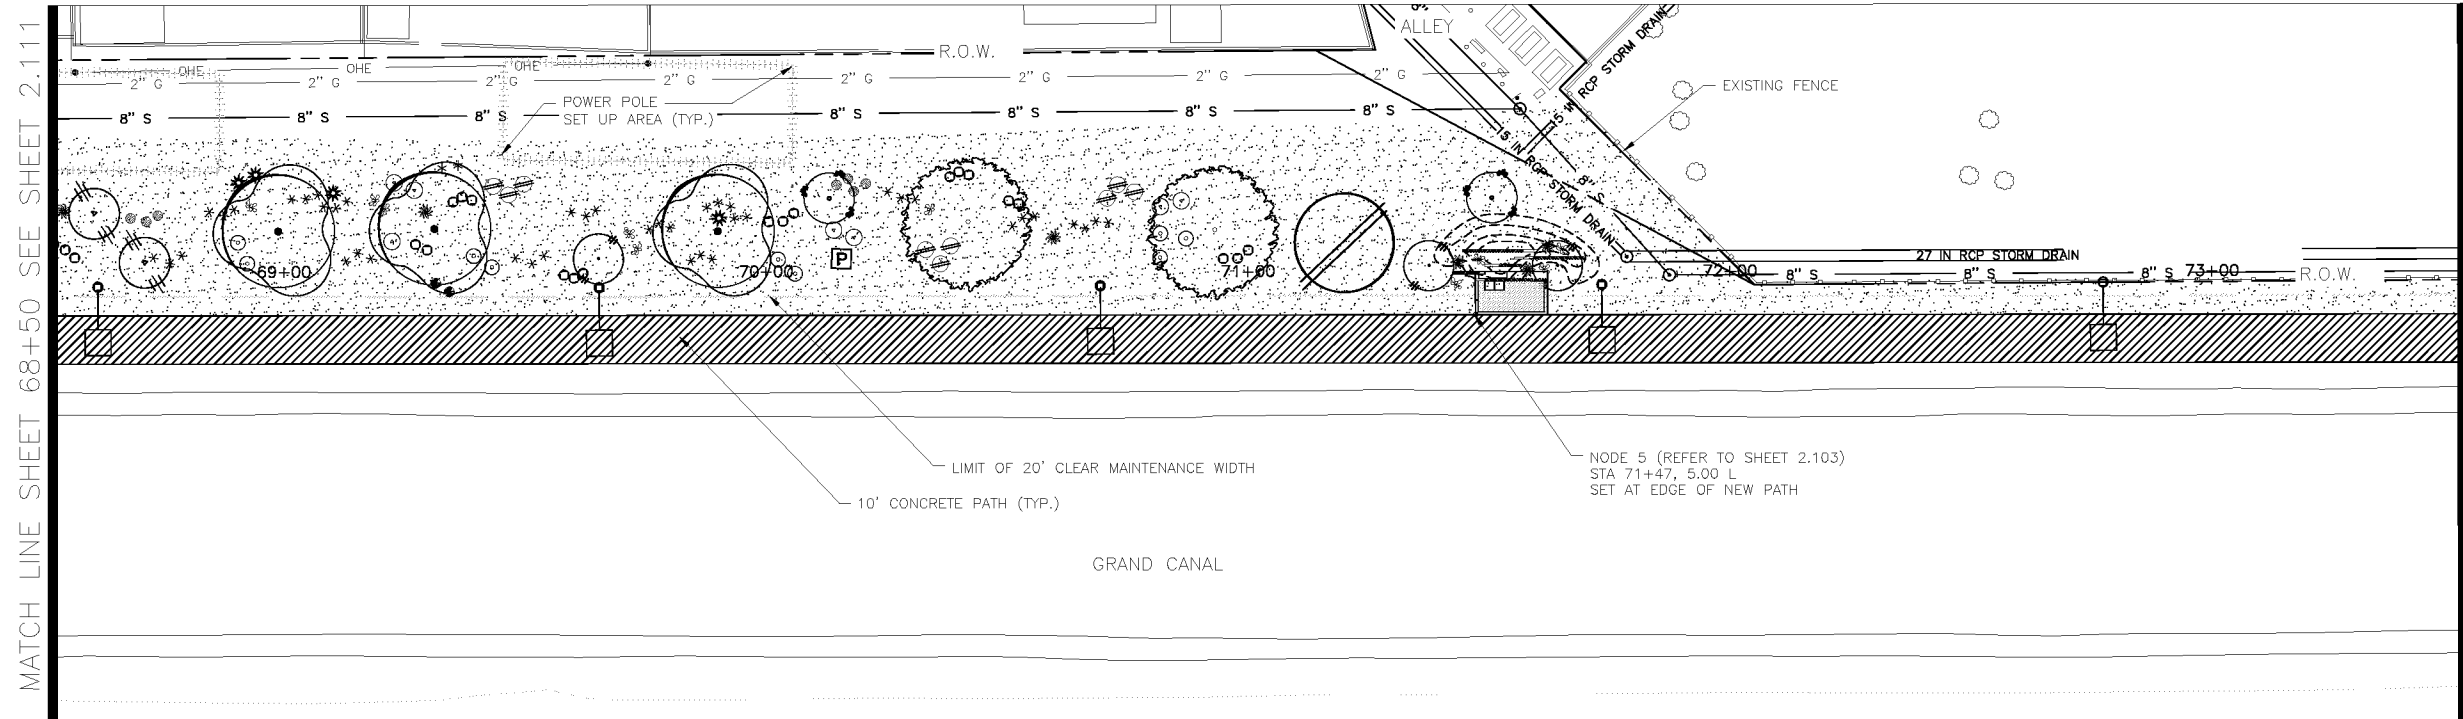 MATCH LINE SHEET 68+50 SEE SHEET 2.111
ALLEY
R.O.W.
OHE
OHE
OHE
2" G
2" G
2" G
2" G
2" G
2" G
2" G
2" G
15 IN RCP STORM DRAIN
EXISTING FENCE
POWER POLE
SET UP AREA (TYP.)
8" S
8" S
8" S
8" S
8" S
8" S
8" S
8" S
15 IN RCP STORM DRAIN
8" S
P
69+00
70+00
71+00
72+00
73+00
27 IN RCP STORM DRAIN
8" S
8" S
8" S
R.O.W.
NODE 5 (REFER TO SHEET 2.103)
STA 71+47, 5.00 L
SET AT EDGE OF NEW PATH
LIMIT OF 20' CLEAR MAINTENANCE WIDTH
10' CONCRETE PATH (TYP.)
GRAND CANAL